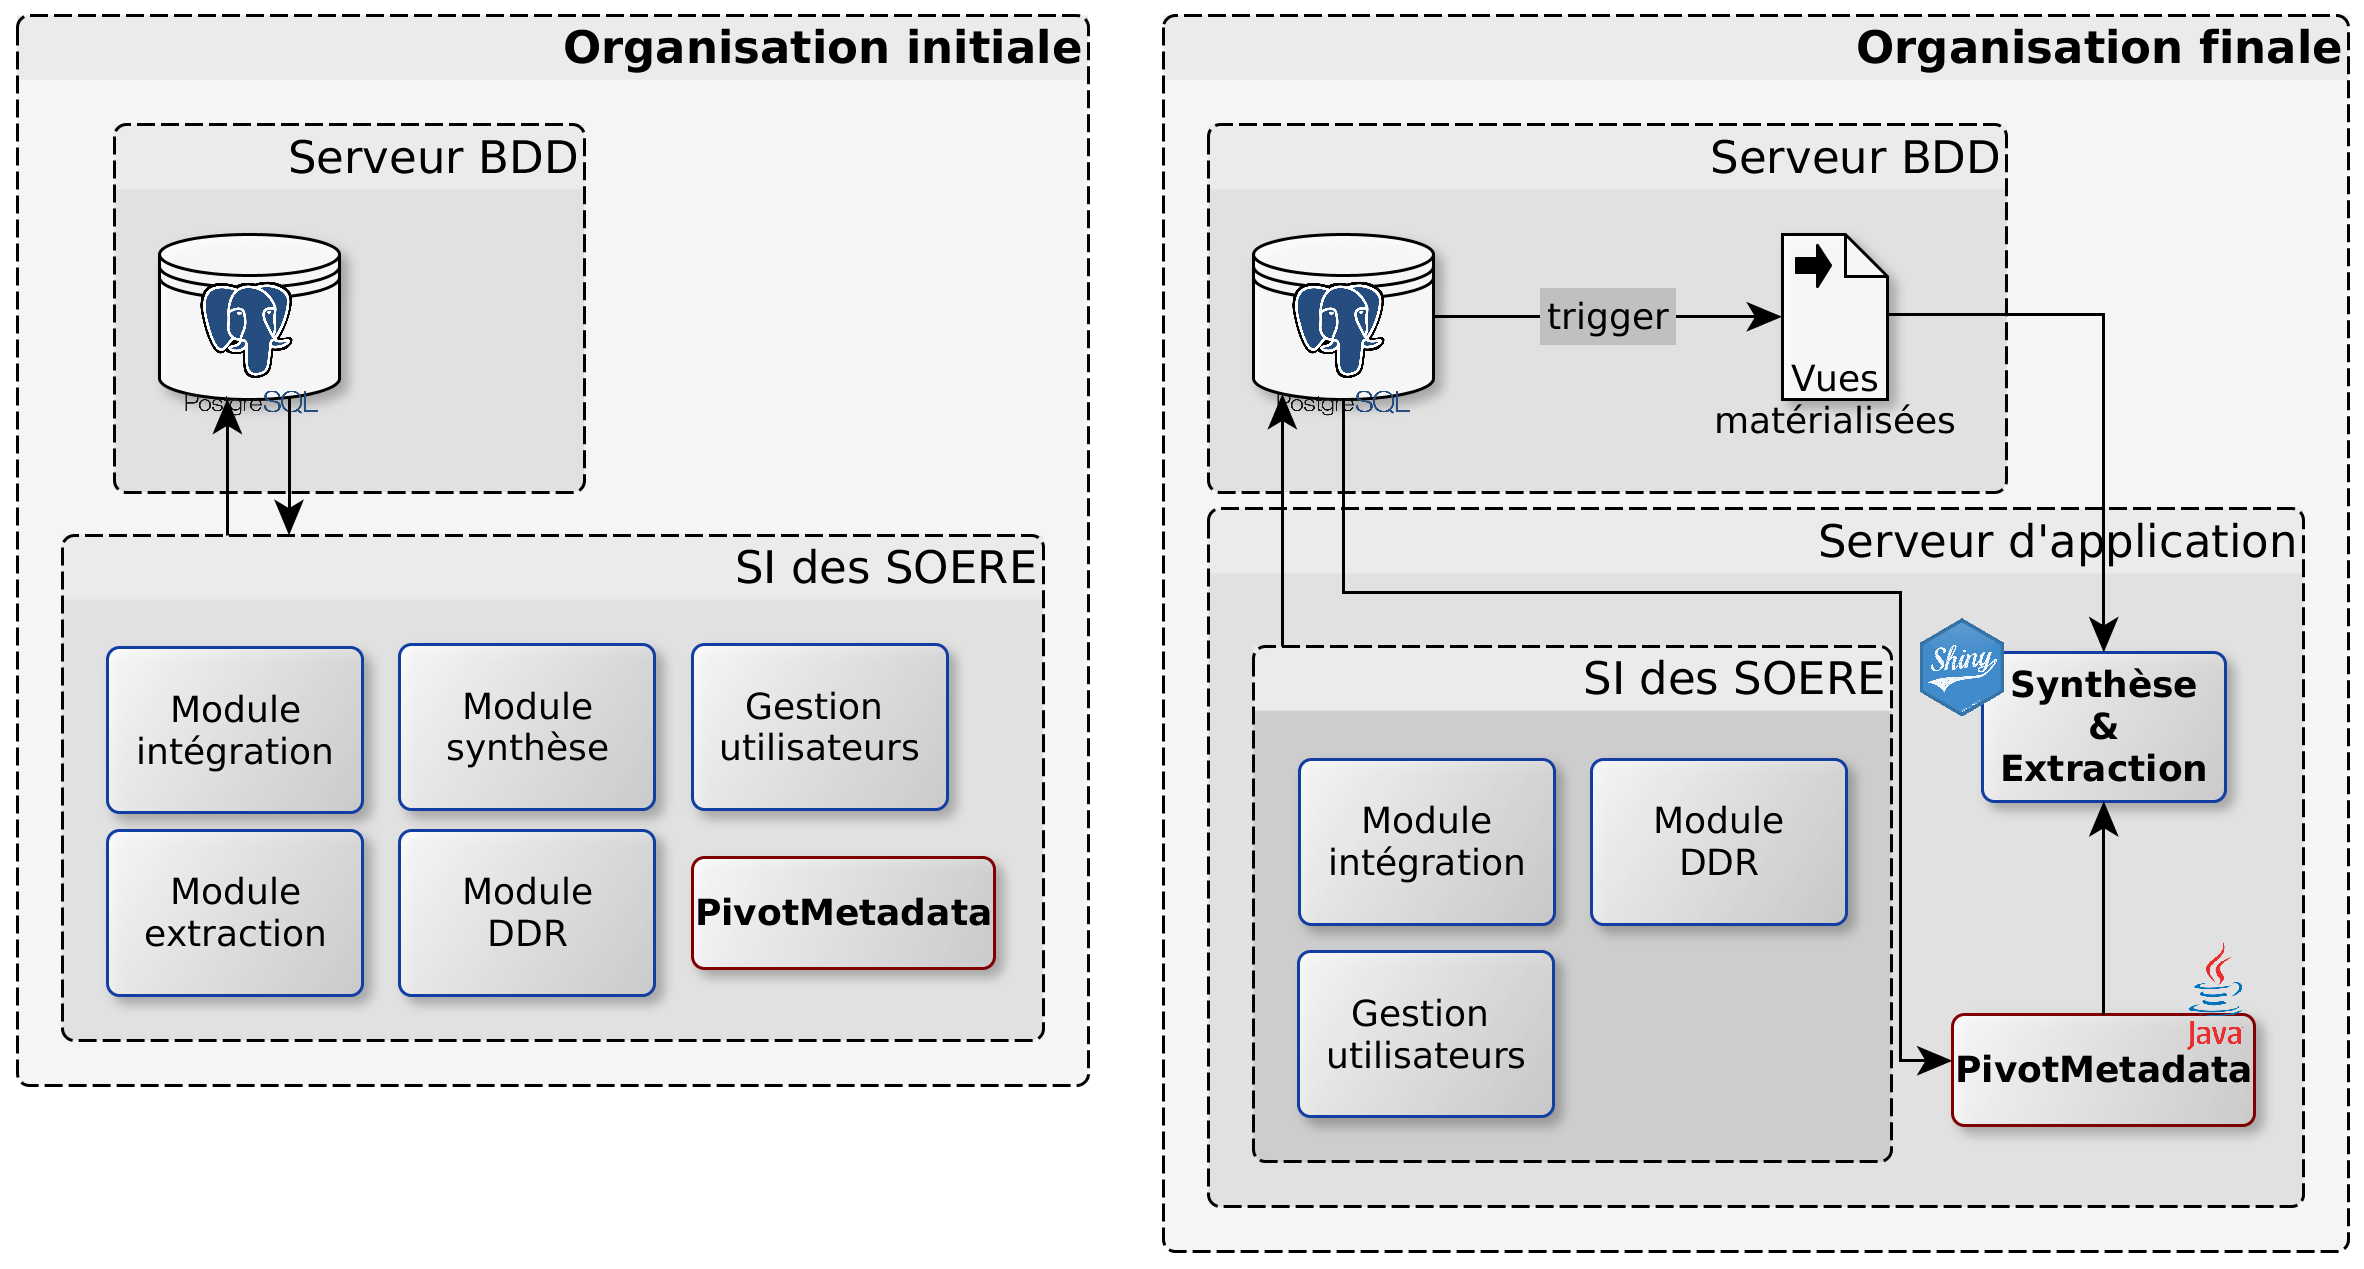 Organisation initiale
Serveur BDD
PostgreSQL
SI des SOERE
Module
intégration
Module
synthèse
Gestion
utilisateurs
Module
extraction
Module
DDR
PivotMetadata
Organisation finale
Serveur BDD
PostgreSQL
trigger
Vues
matérialisées
Serveur d'application
SI des SOERE
Module
intégration
Module
DDR
Gestion
utilisateurs
Shiny
Synthèse
&
Extraction
Java
PivotMetadata